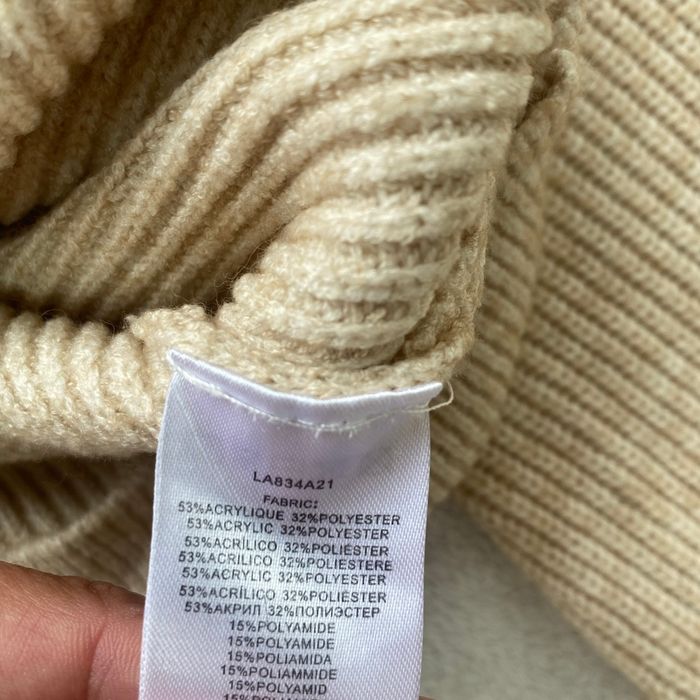 LA834A21
FABRIC:
53%ACRYLIQUE 32%POLYESTER
53%ACRYLIC 32%POLYESTER
53%ACRÍLICO 32%POLIÉSTER
53%ACRILICO 32%POLIESTERE
53%ACRYLIC 32%POLYESTER
53%ACRÍLICO 32%POLIÉSTER
53%АКРИЛ 32%ПОЛИЭСТЕР
15%POLYAMIDE
15%POLYAMIDE
15%POLIAMIDA
15%POLIAMMIDE
15%POLYAMID
15%POLIAMIDA